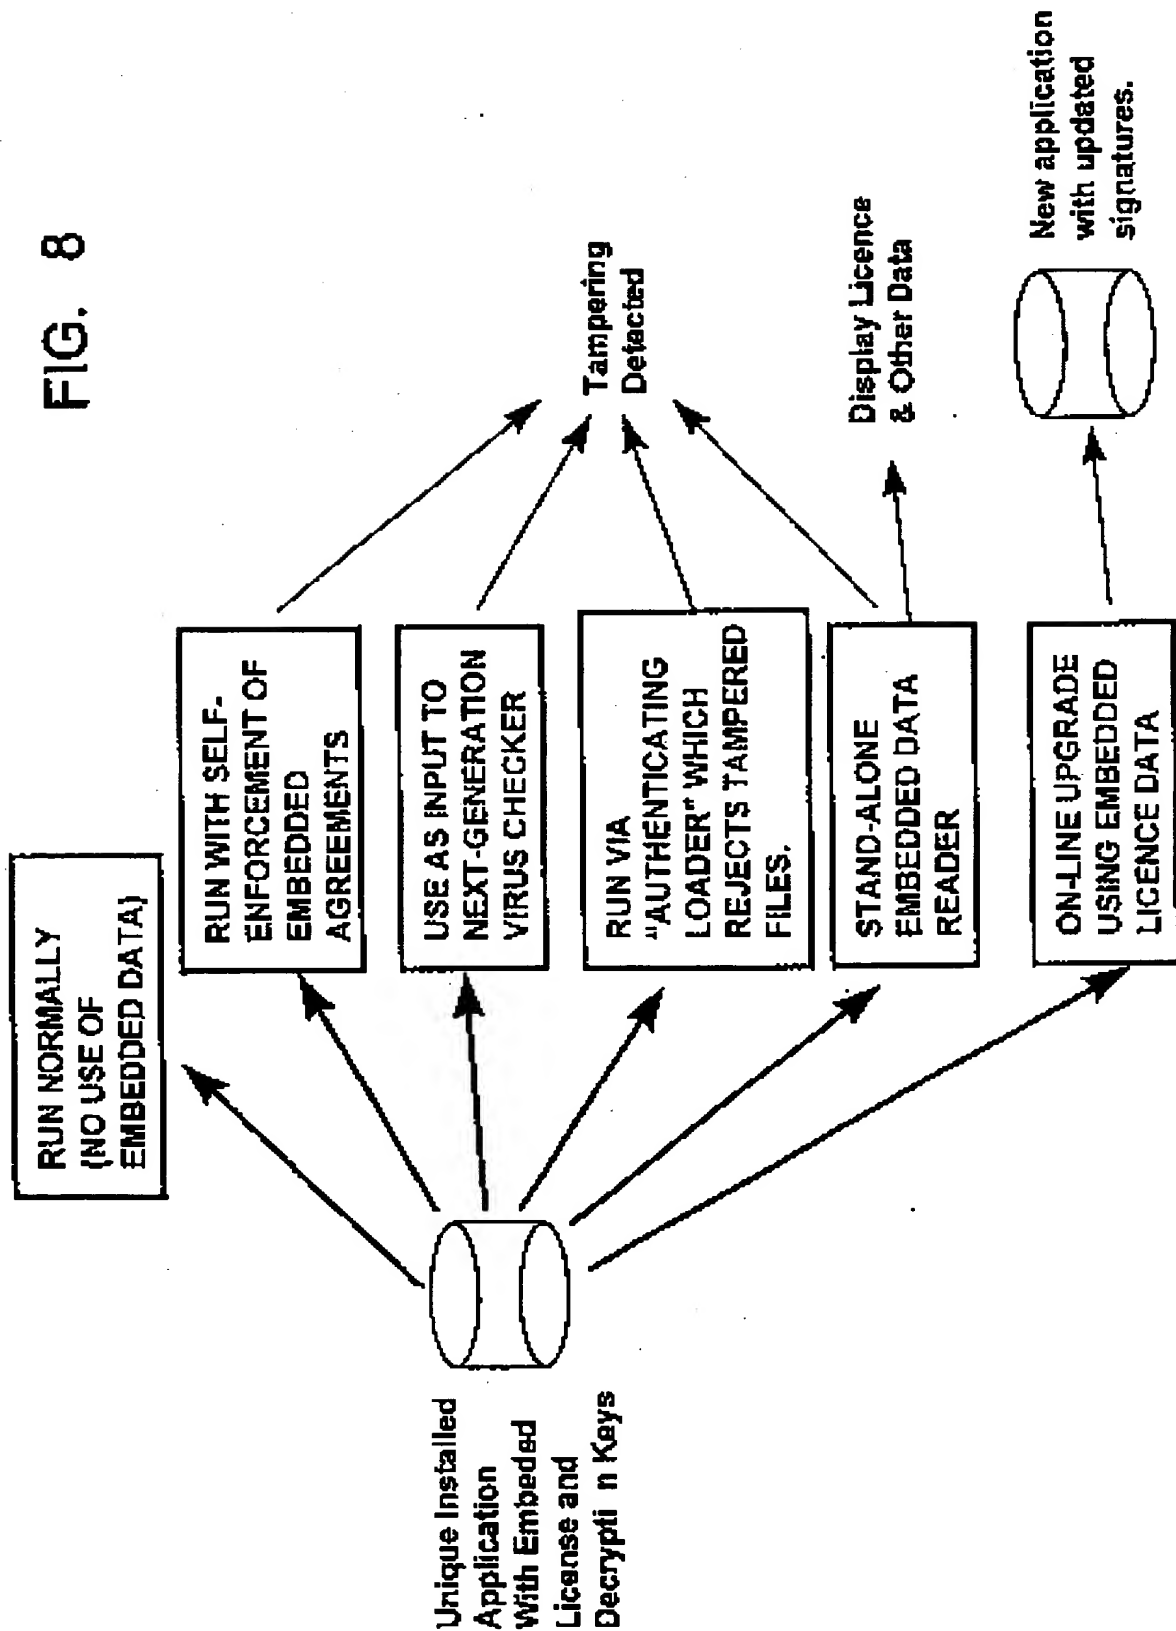 FIG. 8
RUN NORMALLY
(NO USE OF
EMBEDDED DATA)
RUN WITH SELF-
ENFORCEMENT OF
EMBEDDED
AGREEMENTS
USE AS INPUT TO
NEXT-GENERATION
VIRUS CHECKER
RUN VIA
"AUTHENTICATING
LOADER" WHICH
REJECTS TAMPERED
FILES.
STAND-ALONE
EMBEDDED DATA
READER
ON-LINE UPGRADE
USING EMBEDDED
LICENCE DATA
Unique Installed
Application
With Embeded
License and
Decrypti n Keys
Tampering
Detected
Display Licence
& Other Data
New application
with updated
signatures.